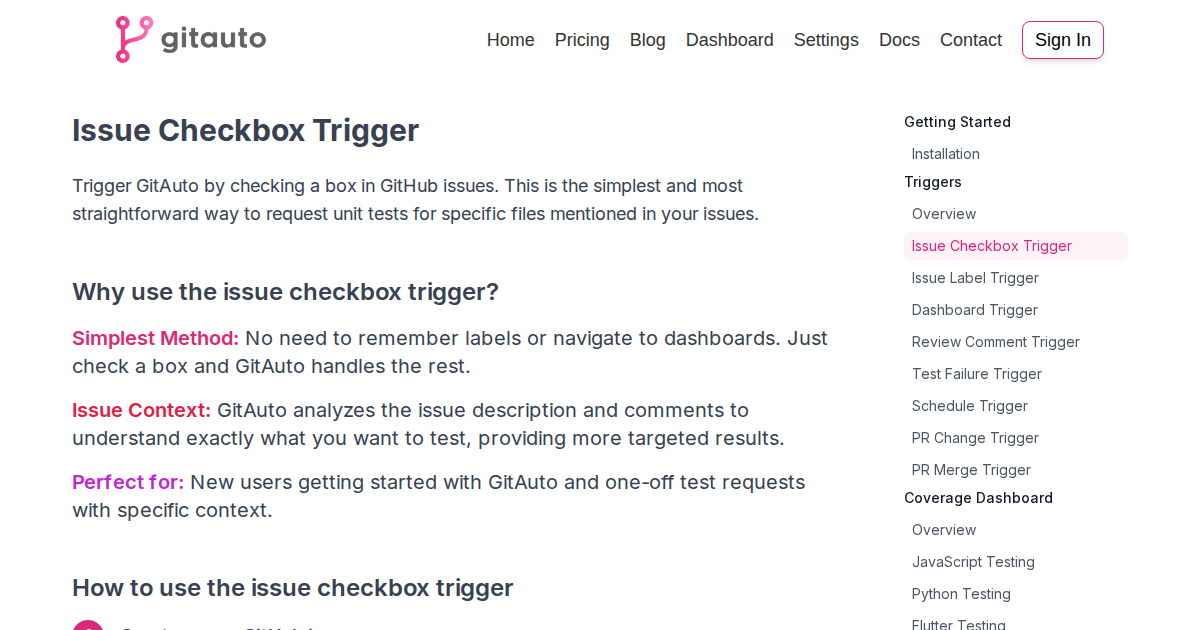 gitauto
Home Pricing Blog Dashboard Settings Docs Contact Sign In
Issue Checkbox Trigger
Trigger GitAuto by checking a box in GitHub issues. This is the simplest and most
straightforward way to request unit tests for specific files mentioned in your issues.
Why use the issue checkbox trigger?
Simplest Method: No need to remember labels or navigate to dashboards. Just
check a box and GitAuto handles the rest.
Issue Context: GitAuto analyzes the issue description and comments to
understand exactly what you want to test, providing more targeted results.
Perfect for: New users getting started with GitAuto and one-off test requests
with specific context.
How to use the issue checkbox trigger
Getting Started
Installation
Triggers
Overview
Issue Checkbox Trigger
Issue Label Trigger
Dashboard Trigger
Review Comment Trigger
Test Failure Trigger
Schedule Trigger
PR Change Trigger
PR Merge Trigger
Coverage Dashboard
Overview
JavaScript Testing
Python Testing
Flutter Testing